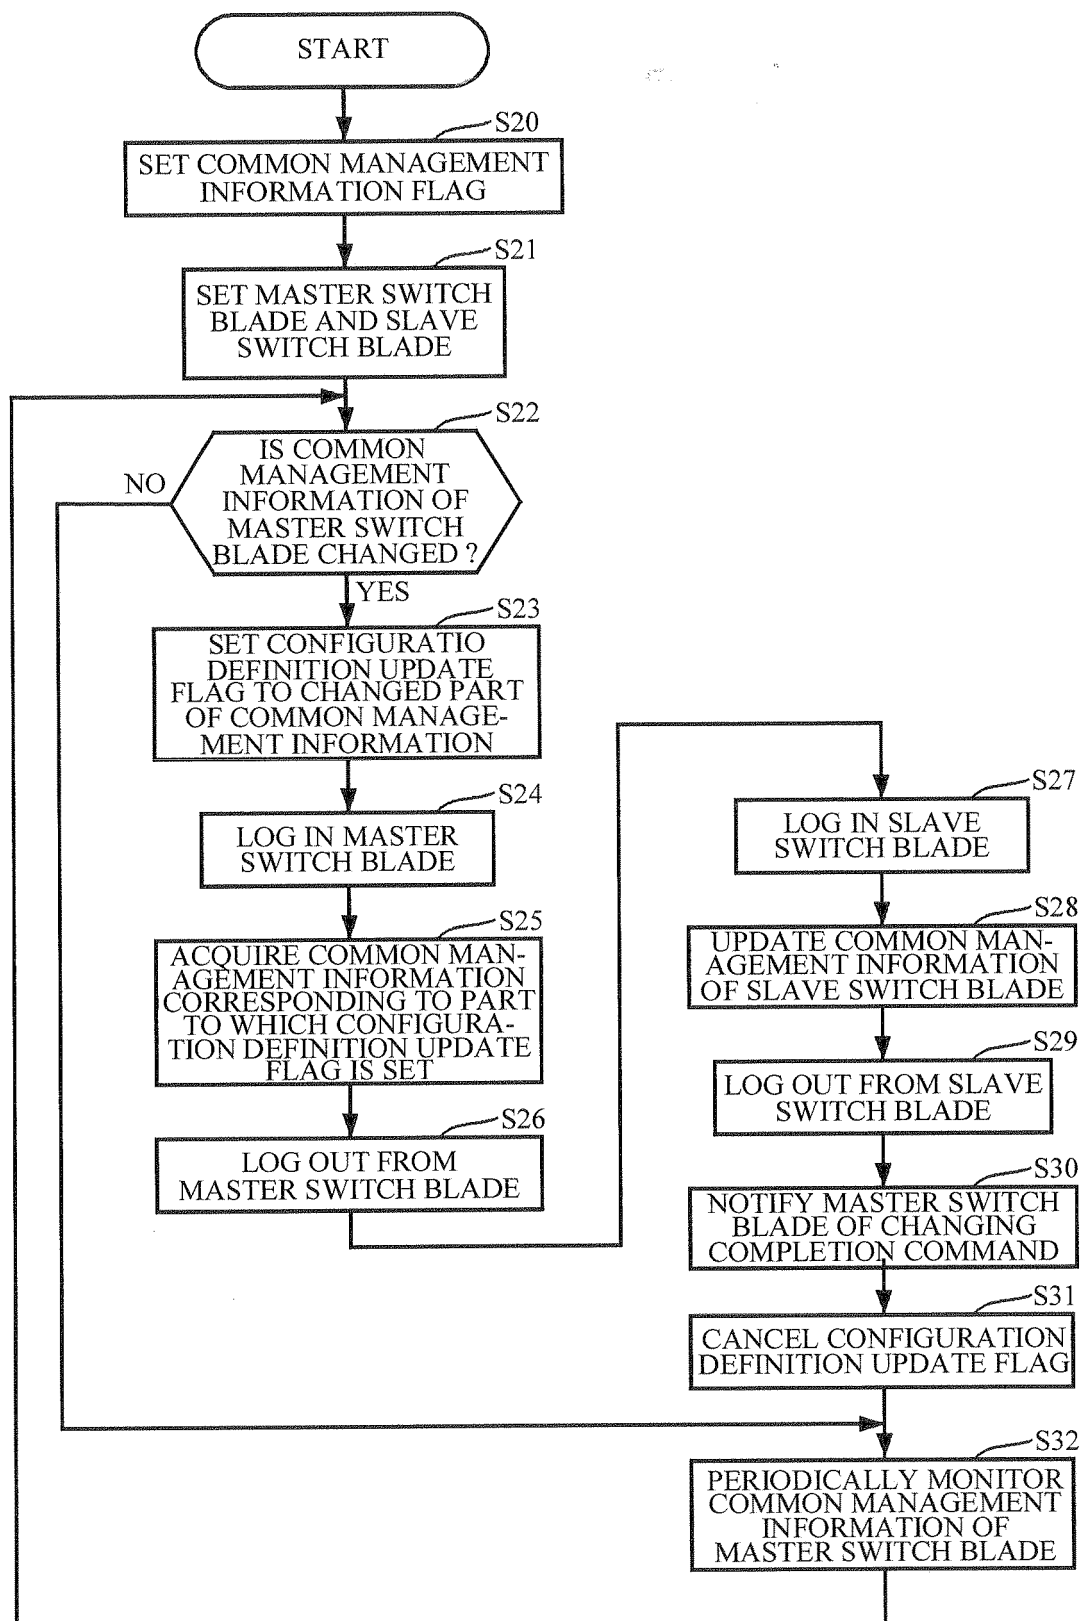 START
S20
SET COMMON MANAGEMENT
INFORMATION FLAG
S21
SET MASTER SWITCH
BLADE AND SLAVE
SWITCH BLADE
S22
IS COMMON
MANAGEMENT
INFORMATION OF
MASTER SWITCH
BLADE CHANGED ?
NO
YES
S23
SET CONFIGURATIO
DEFINITION UPDATE
FLAG TO CHANGED PART
OF COMMON MANAGE-
MENT INFORMATION
S24
LOG IN MASTER
SWITCH BLADE
S25
ACQUIRE COMMON MAN-
AGEMENT INFORMATION
CORRESPONDING TO PART
TO WHICH CONFIGURA-
TION DEFINITION UPDATE
FLAG IS SET
S26
LOG OUT FROM
MASTER SWITCH BLADE
S27
LOG IN SLAVE
SWITCH BLADE
S28
UPDATE COMMON MAN-
AGEMENT INFORMATION
OF SLAVE SWITCH BLADE
S29
LOG OUT FROM SLAVE
SWITCH BLADE
S30
NOTIFY MASTER SWITCH
BLADE OF CHANGING
COMPLETION COMMAND
S31
CANCEL CONFIGURATION
DEFINITION UPDATE FLAG
S32
PERIODICALLY MONITOR
COMMON MANAGEMENT
INFORMATION OF
MASTER SWITCH BLADE